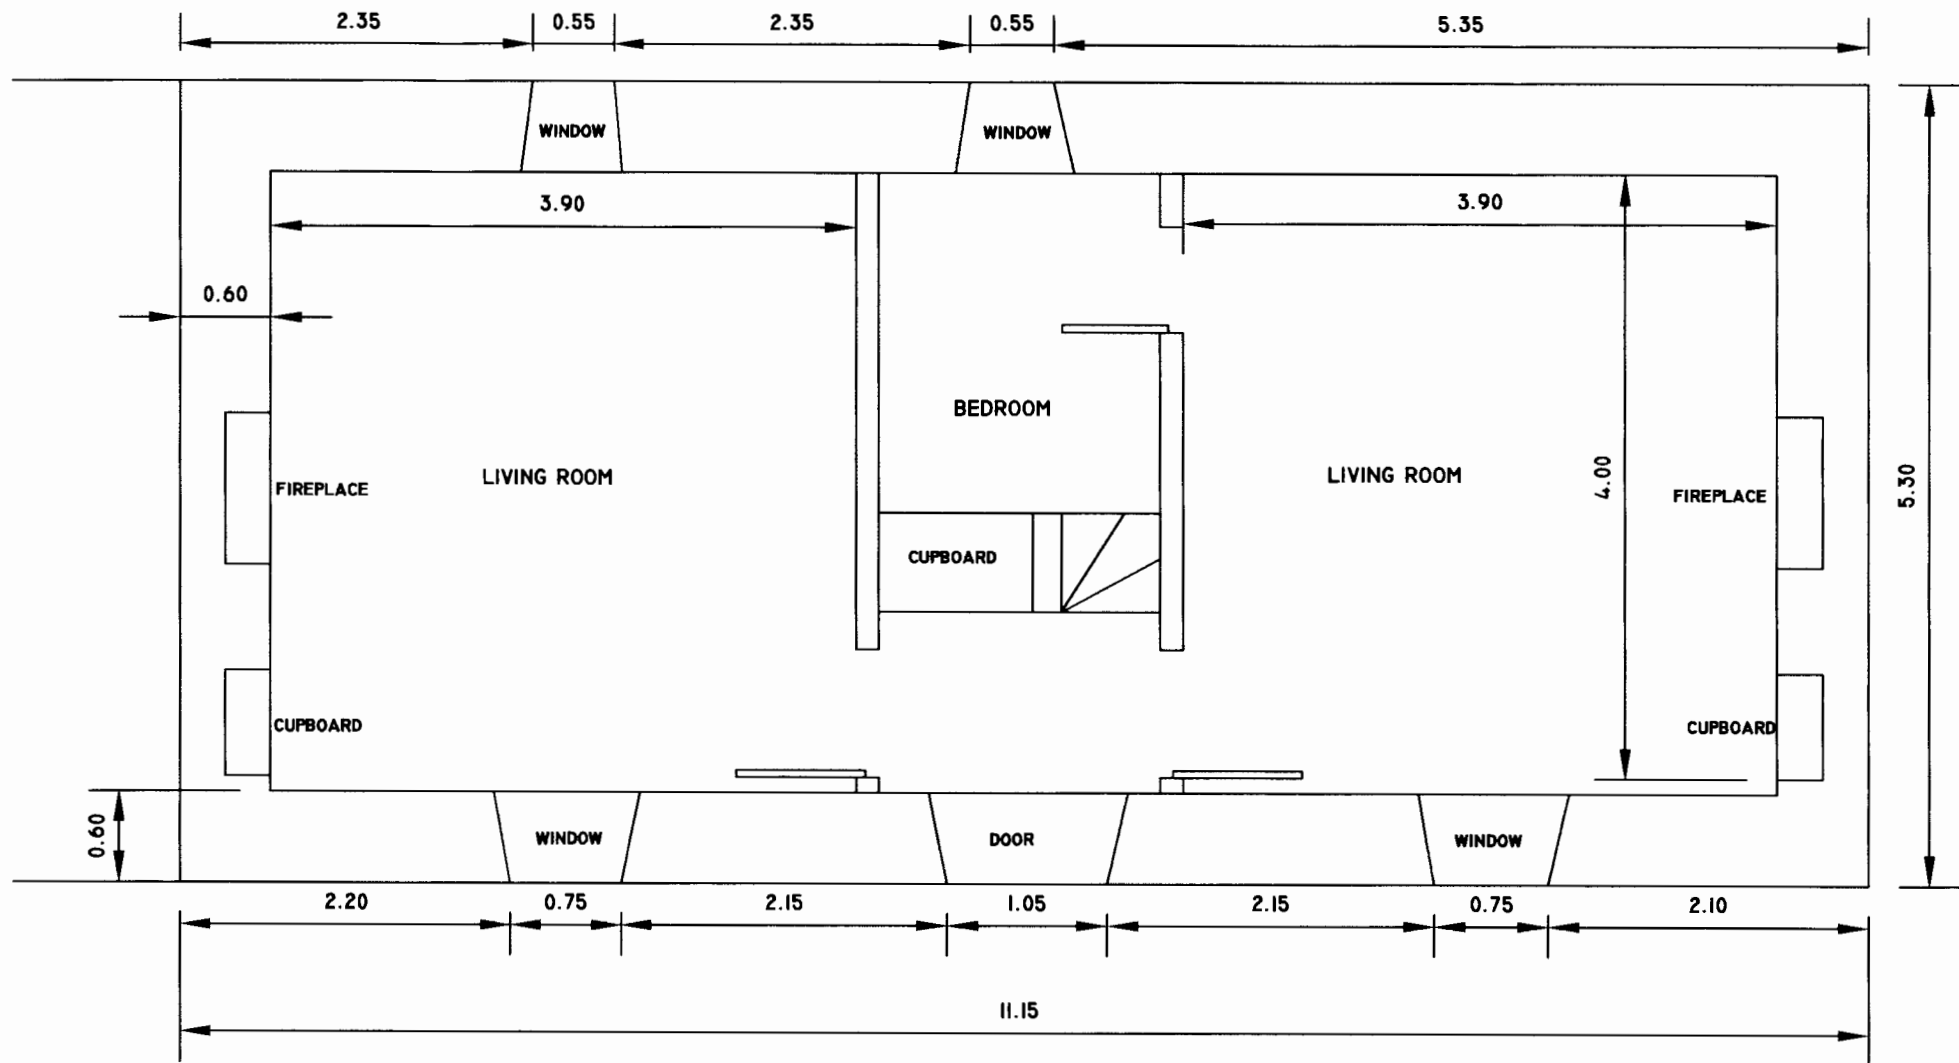 2.35 0.55 2.35 0.55 5.35
WINDOW WINDOW
3.90 3.90
0.60
BEDROOM
LIVING ROOM LIVING ROOM
4.00
5.30
FIREPLACE FIREPLACE
CUPBOARD
CUPBOARD CUPBOARD
0.60
WINDOW DOOR WINDOW
2.20 0.75 2.15 1.05 2.15 0.75 2.10
11.15